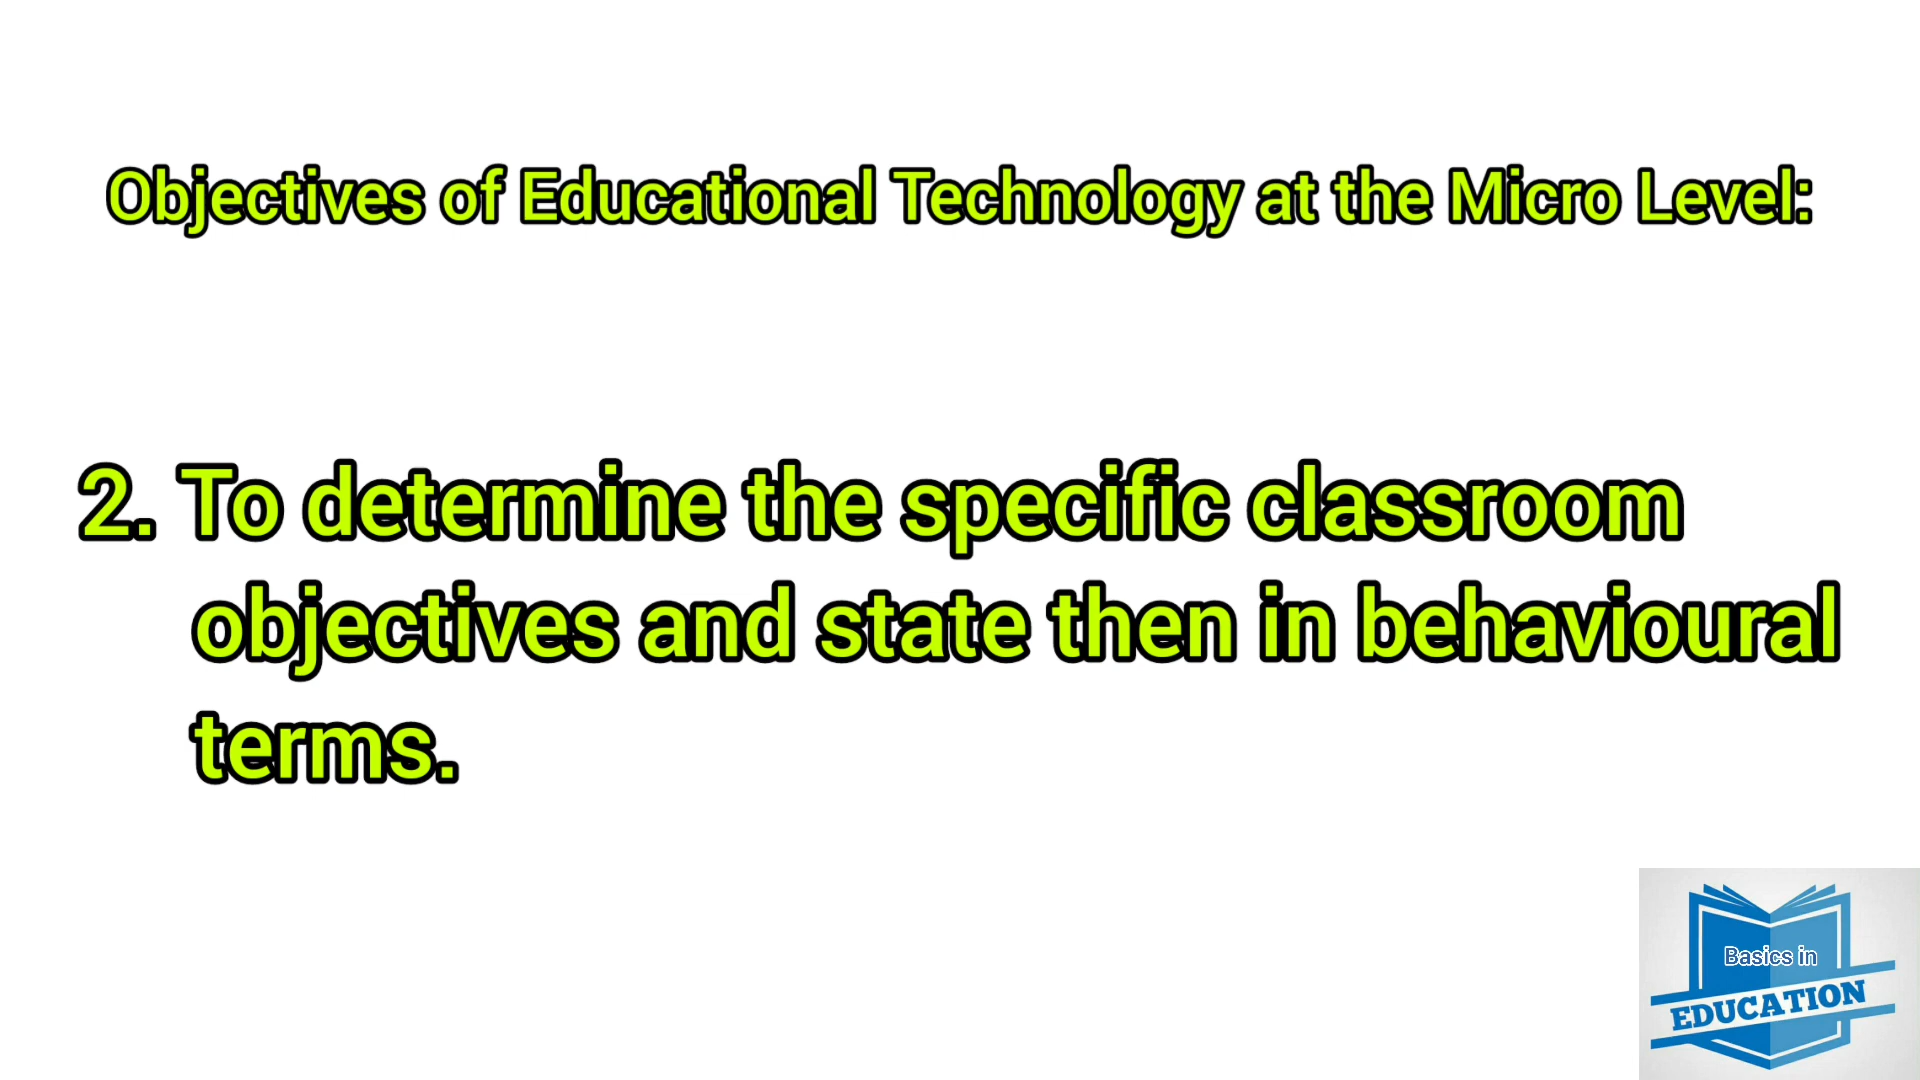 Objectives of Educational Technology at the Micro Level:
2. To determine the specific classroom
objectives and state then in behavioural
terms.
Basics in
EDUCATION